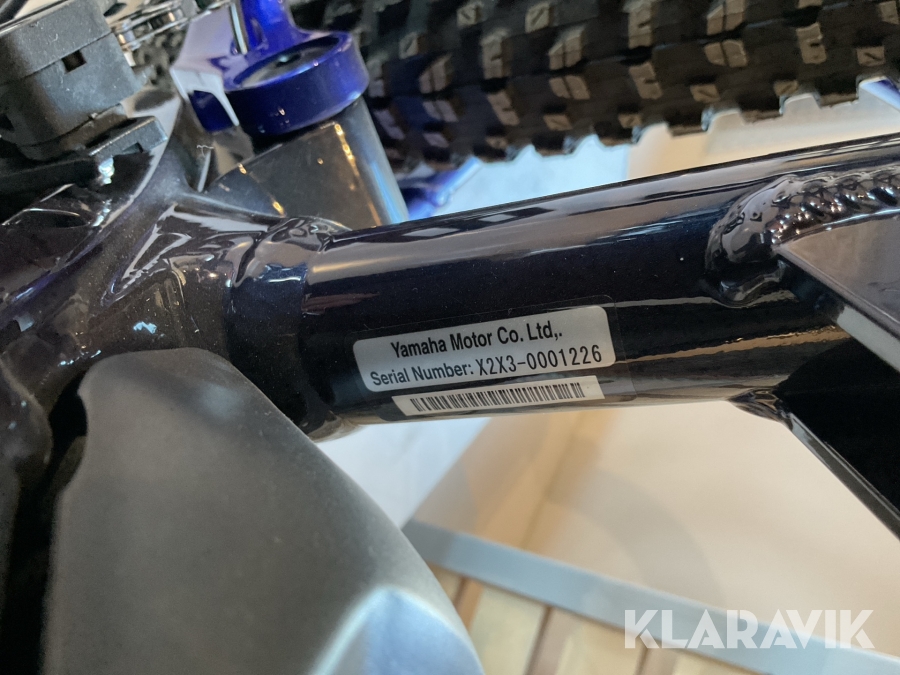 Yamaha Motor Co. Ltd,.
Serial Number: X2X3-0001226
KLARAVIK